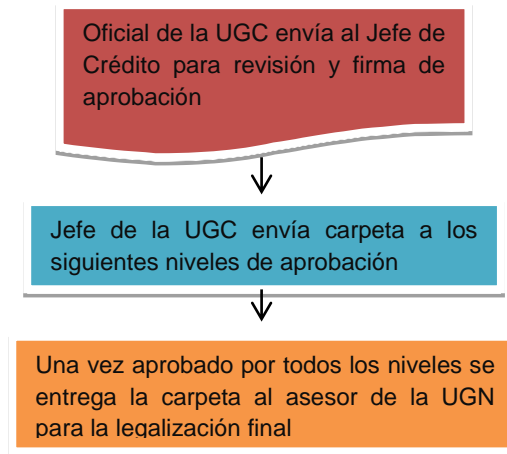 Oficial de la UGC envía al Jefe de
Crédito para revisión y firma de
aprobación
Jefe de la UGC envía carpeta a los
siguientes niveles de aprobación
Una vez aprobado por todos los niveles se
entrega la carpeta al asesor de la UGN
para la legalización final